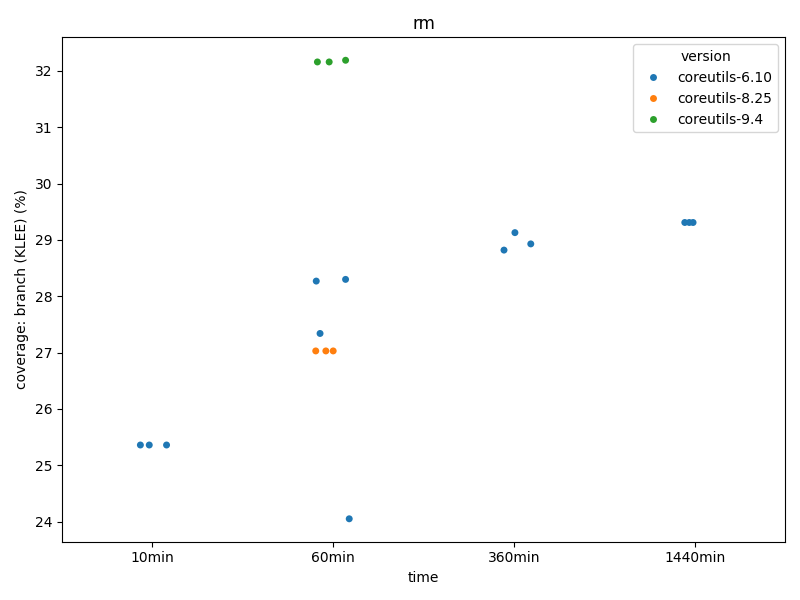 rm
version
coreutils-6.10
coreutils-8.25
coreutils-9.4
coverage: branch (KLEE) (%)
32
31
30
29
28
27
26
25
24
10min
60min
360min
1440min
time